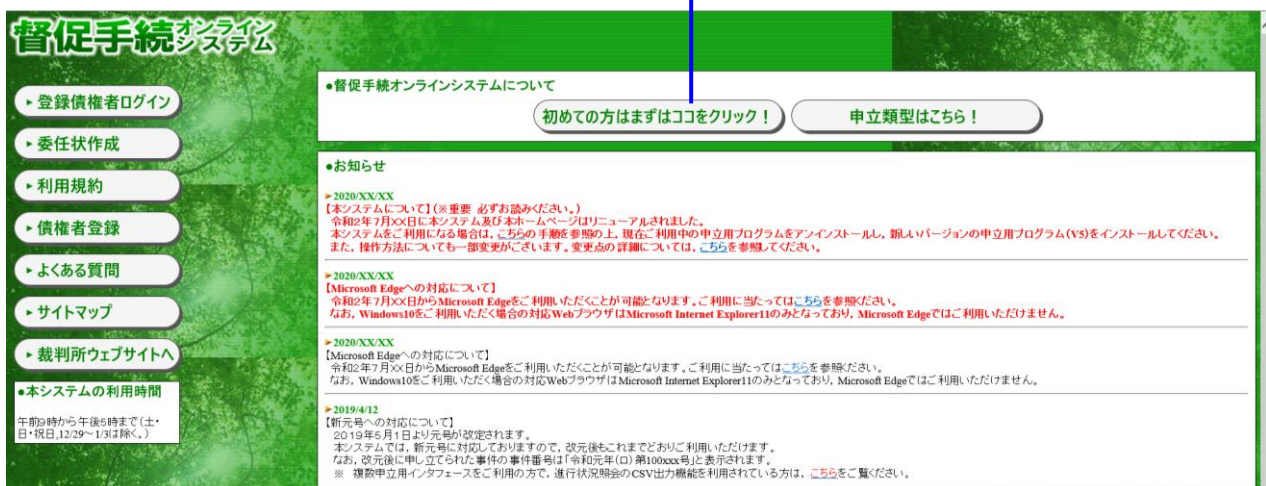 督促手続オンラインシステム
▸登録債権者ログイン
▸委任状作成
▸利用規約
▸債権者登録
▸よくある質問
▸サイトマップ
▸裁判所ウェブサイトへ
●本システムの利用時間
午前9時から午後5時まで(土・
日・祝日,12/29～1/3は除く。)
●督促手続オンラインシステムについて
初めての方はまずはココをクリック！
申立類型はこちら！
●お知らせ
►2020/XX/XX
【本システムについて】(※重要 必ずお読みください。)
令和2年7月XX日に本システム及び本ホームページはリニューアルされました。
本システムをご利用になる場合は，こちらの手順を参照の上，現在ご利用中の申立用プログラムをアンインストールし，新しいバージョンの申立用プログラム(V5)をインストールしてください。
また，操作方法についても一部変更がございます。変更点の詳細については，こちらを参照してください。
►2020/XX/XX
【Microsoft Edgeへの対応について】
令和2年7月XX日からMicrosoft Edgeをご利用いただくことが可能となります。ご利用に当たってはこちらを参照ください。
なお，Windows10をご利用いただく場合の対応WebブラウザはMicrosoft Internet Explorer11のみとなっており，Microsoft Edgeではご利用いただけません。
►2020/XX/XX
【Microsoft Edgeへの対応について】
令和2年7月XX日からMicrosoft Edgeをご利用いただくことが可能となります。ご利用に当たってはこちらを参照ください。
なお，Windows10をご利用いただく場合の対応WebブラウザはMicrosoft Internet Explorer11のみとなっており，Microsoft Edgeではご利用いただけません。
►2019/4/12
【新元号への対応について】
2019年5月1日より元号が改定されます。
本システムでは，新元号に対応しておりますので，改元後もこれまでどおりご利用いただけます。
なお，改元後に申し立てられた事件の事件番号は「令和元年(ロ)第100xxx号」と表示されます。
※ 複数申立用インタフェースをご利用の方で，進行状況照会のCSV出力機能を利用されている方は，こちらをご覧ください。